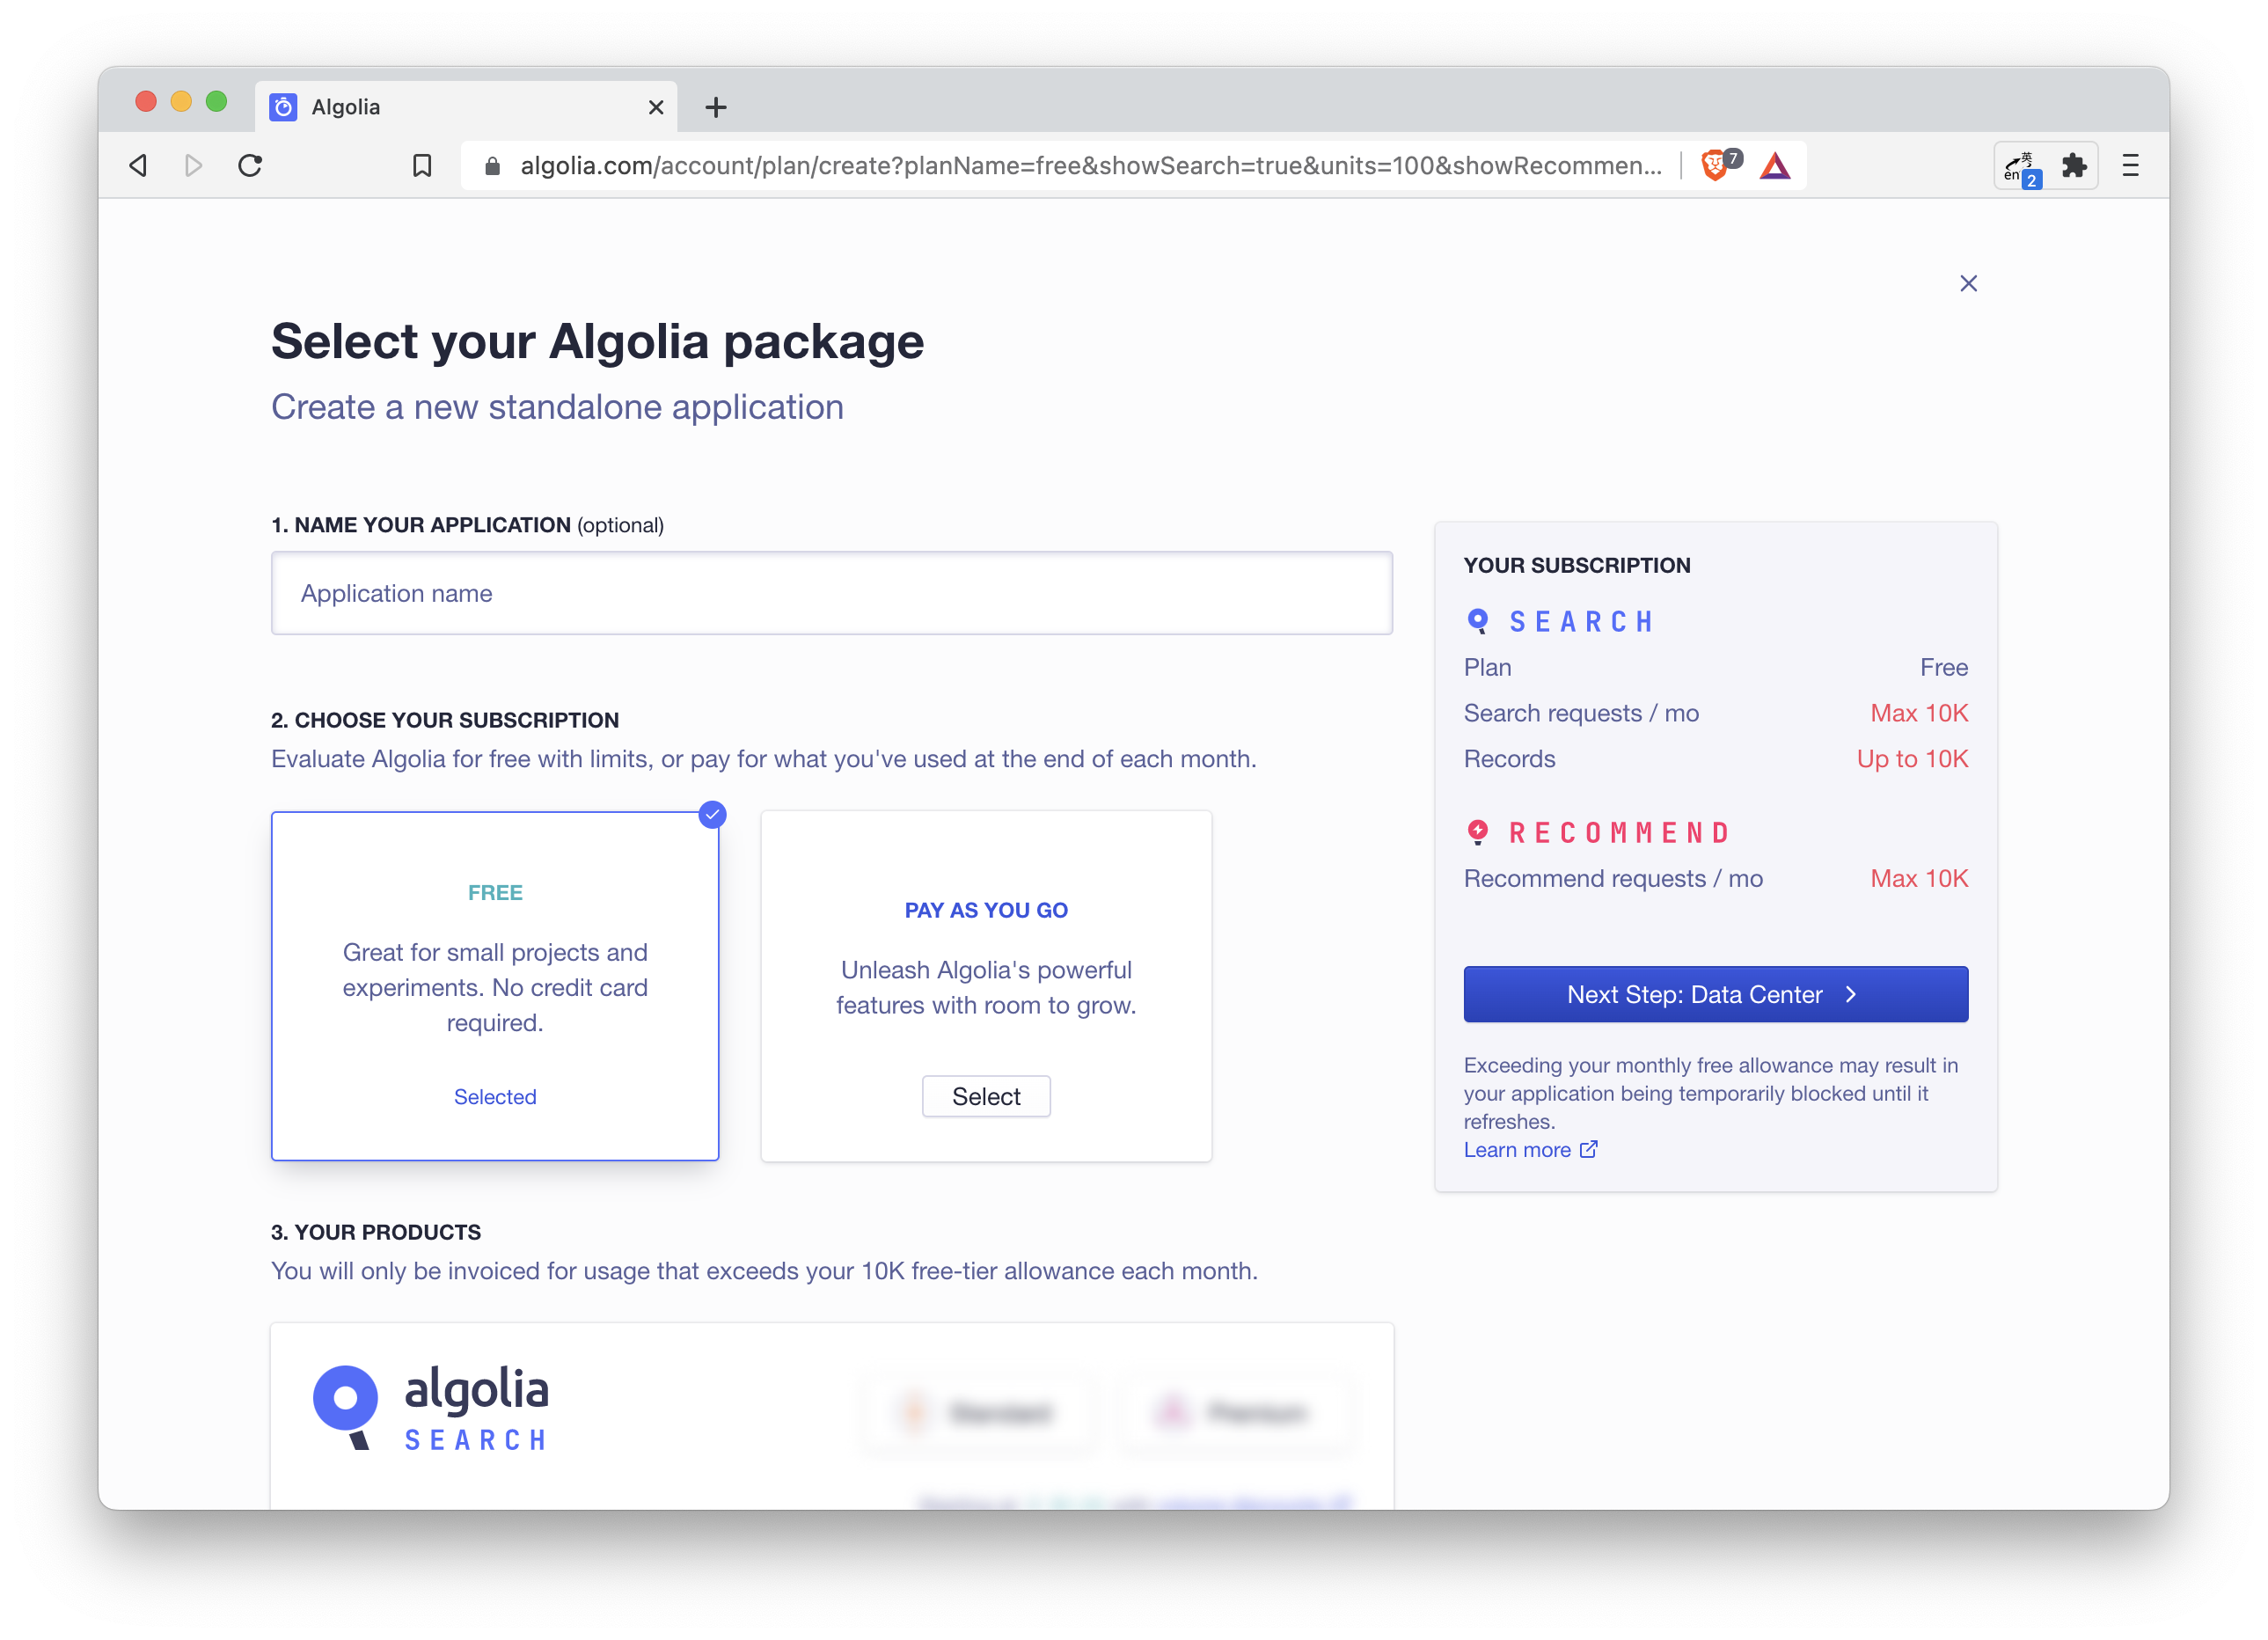 Algolia
algolia.com/account/plan/create?planName=free&showSearch=true&units=100&showRecommen...
7
英
en
2
Select your Algolia package
Create a new standalone application
1. NAME YOUR APPLICATION (optional)
Application name
2. CHOOSE YOUR SUBSCRIPTION
Evaluate Algolia for free with limits, or pay for what you've used at the end of each month.
FREE
Great for small projects and
experiments. No credit card
required.
Selected
PAY AS YOU GO
Unleash Algolia's powerful
features with room to grow.
Select
3. YOUR PRODUCTS
You will only be invoiced for usage that exceeds your 10K free-tier allowance each month.
algolia
SEARCH
Standard
Premium
YOUR SUBSCRIPTION
SEARCH
Plan Free
Search requests / mo Max 10K
Records Up to 10K
RECOMMEND
Recommend requests / mo Max 10K
Next Step: Data Center
Exceeding your monthly free allowance may result in
your application being temporarily blocked until it
refreshes.
Learn more